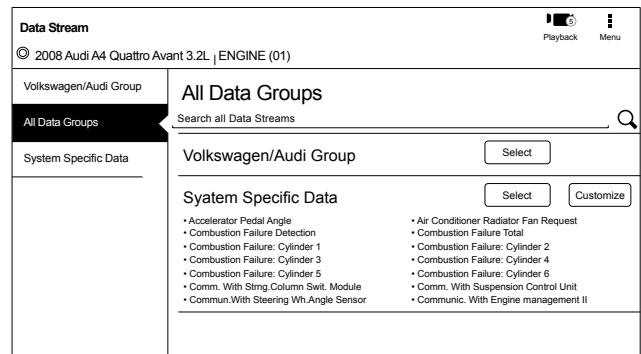 Data Stream
5
Playback
Menu
2008 Audi A4 Quattro Avant 3.2L | ENGINE (01)
Volkswagen/Audi Group
All Data Groups
System Specific Data
All Data Groups
Search all Data Streams
Volkswagen/Audi Group
Select
Syatem Specific Data
Select
Customize
• Accelerator Pedal Angle
• Combustion Failure Detection
• Combustion Failure: Cylinder 1
• Combustion Failure: Cylinder 3
• Combustion Failure: Cylinder 5
• Comm. With Strng.Column Swit. Module
• Commun.With Steering Wh.Angle Sensor
• Air Conditioner Radiator Fan Request
• Combustion Failure Total
• Combustion Failure: Cylinder 2
• Combustion Failure: Cylinder 4
• Combustion Failure: Cylinder 6
• Comm. With Suspension Control Unit
• Communic. With Engine management II